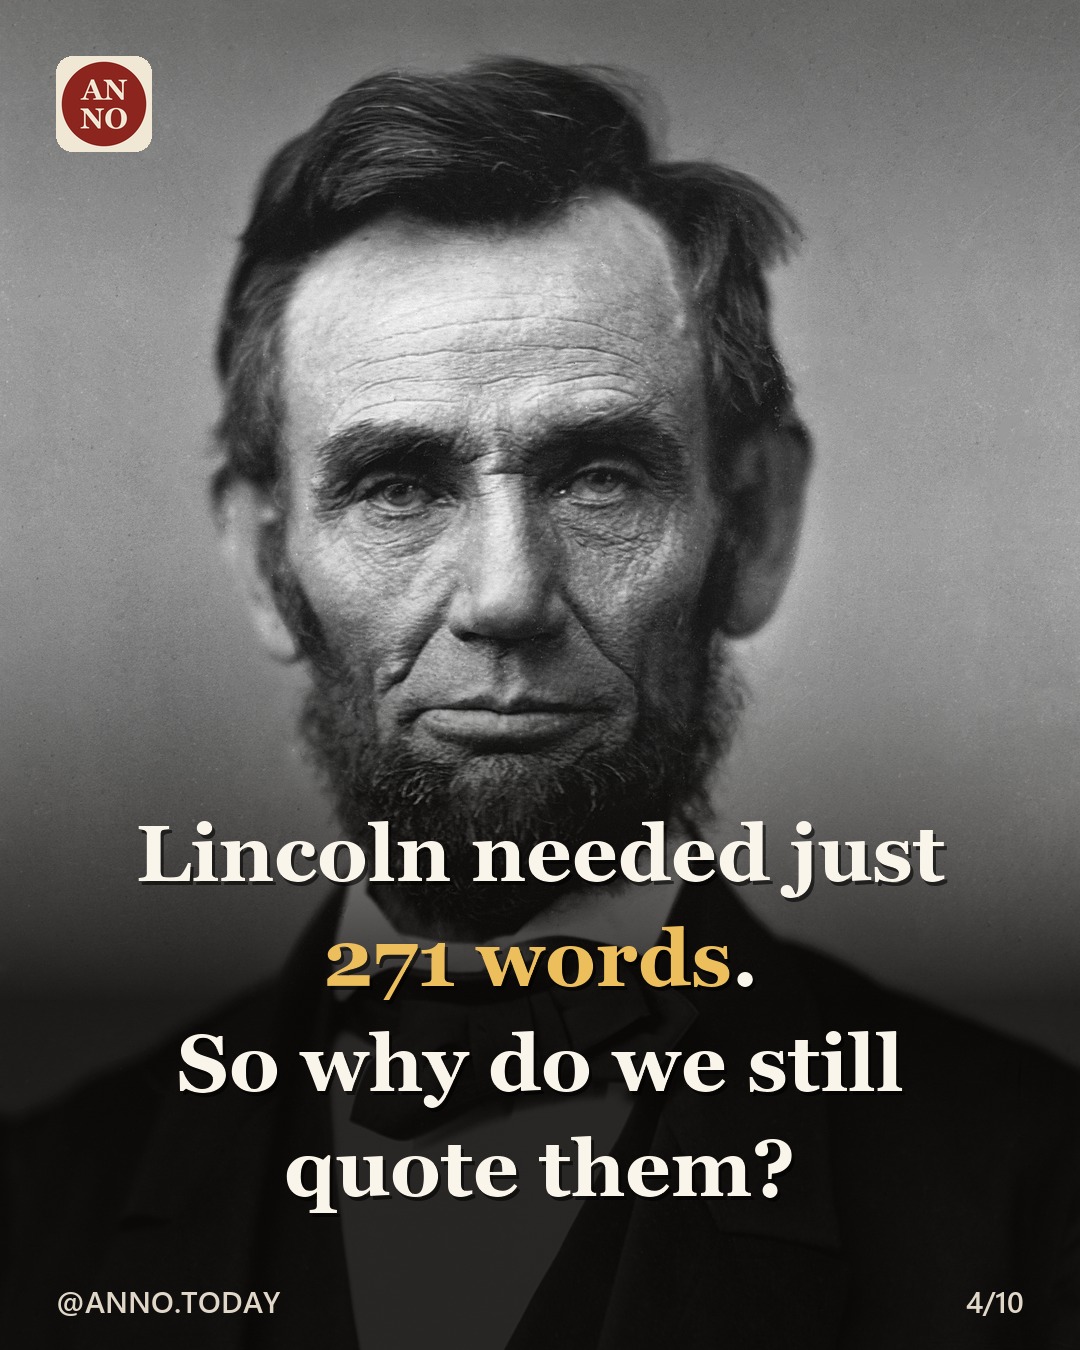 AN
NO
Lincoln needed just
271 words.
So why do we still
quote them?
@ANNO.TODAY
4/10